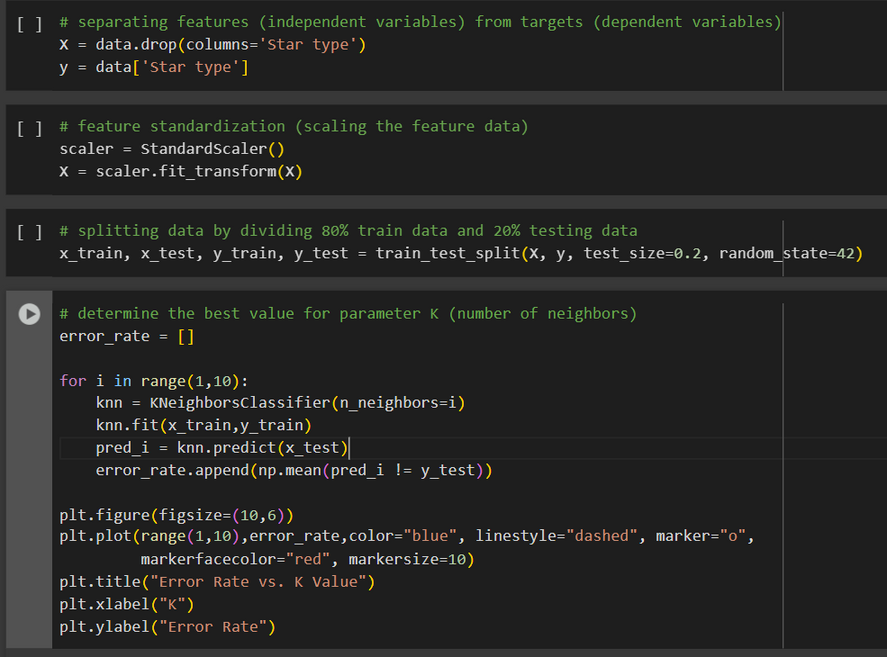 [ ] # separating features (independent variables) from targets (dependent variables)
X = data.drop(columns='Star type')
y = data['Star type']
[ ] # feature standardization (scaling the feature data)
scaler = StandardScaler()
X = scaler.fit_transform(X)
[ ] # splitting data by dividing 80% train data and 20% testing data
x_train, x_test, y_train, y_test = train_test_split(X, y, test_size=0.2, random_state=42)
# determine the best value for parameter K (number of neighbors)
error_rate = []
for i in range(1,10):
    knn = KNeighborsClassifier(n_neighbors=i)
    knn.fit(x_train,y_train)
    pred_i = knn.predict(x_test)
    error_rate.append(np.mean(pred_i != y_test))
plt.figure(figsize=(10,6))
plt.plot(range(1,10),error_rate,color="blue", linestyle="dashed", marker="o",
         markerfacecolor="red", markersize=10)
plt.title("Error Rate vs. K Value")
plt.xlabel("K")
plt.ylabel("Error Rate")